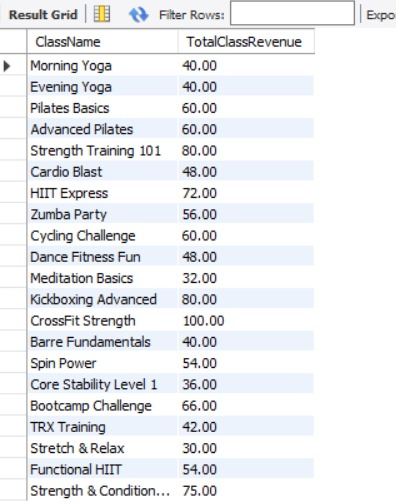 Result Grid Filter Rows: Expo
ClassName TotalClassRevenue
Morning Yoga 40.00
Evening Yoga 40.00
Pilates Basics 60.00
Advanced Pilates 60.00
Strength Training 101 80.00
Cardio Blast 48.00
HIIT Express 72.00
Zumba Party 56.00
Cycling Challenge 60.00
Dance Fitness Fun 48.00
Meditation Basics 32.00
Kickboxing Advanced 80.00
CrossFit Strength 100.00
Barre Fundamentals 40.00
Spin Power 54.00
Core Stability Level 1 36.00
Bootcamp Challenge 66.00
TRX Training 42.00
Stretch & Relax 30.00
Functional HIIT 54.00
Strength & Condition... 75.00